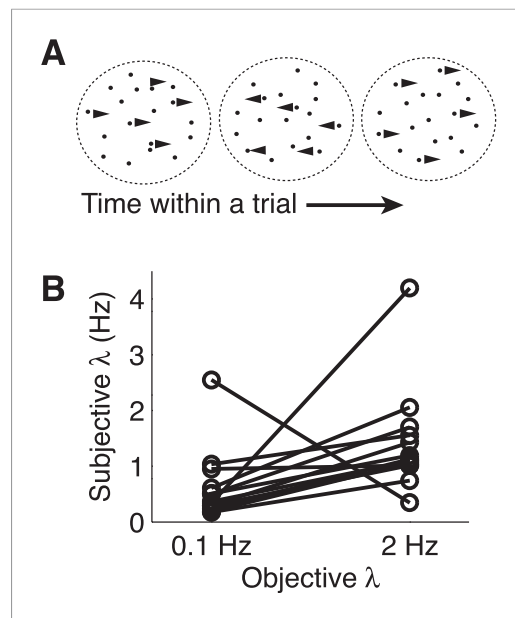 A
Time within a trial
B
Subjective λ (Hz)
4
3
2
1
0
0.1 Hz 2 Hz
Objective λ